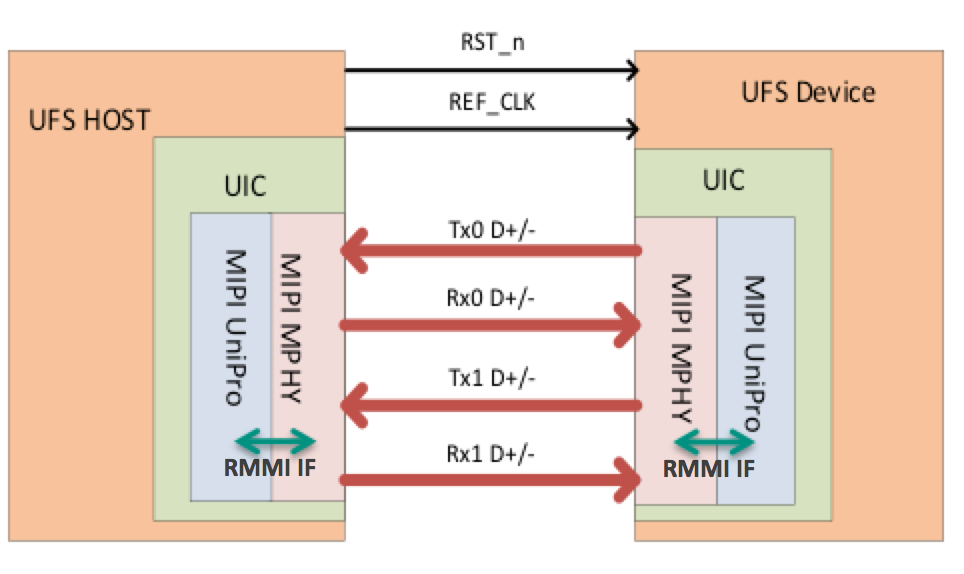 RST_n
REF_CLK
UFS HOST
UFS Device
UIC
UIC
Tx0 D+/-
Rx0 D+/-
Tx1 D+/-
Rx1 D+/-
MIPI UniPro
MIPI MPHY
MIPI MPHY
MIPI UniPro
RMMI IF
RMMI IF